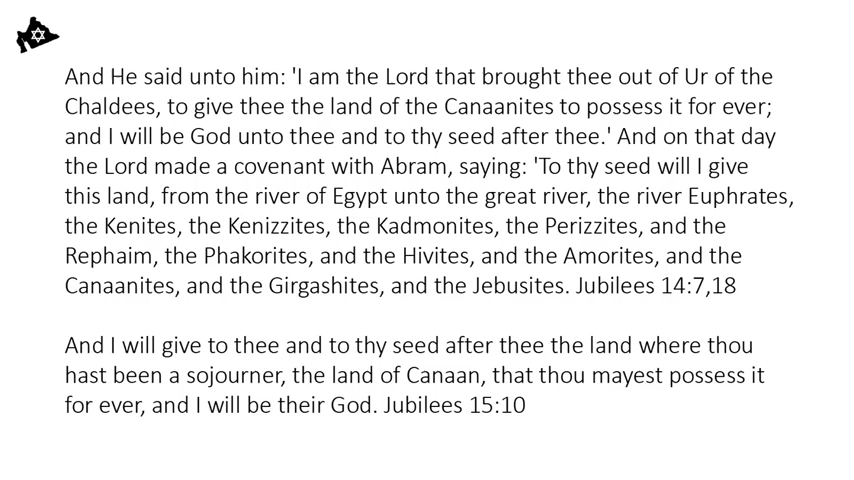 And He said unto him: 'I am the Lord that brought thee out of Ur of the
Chaldees, to give thee the land of the Canaanites to possess it for ever;
and I will be God unto thee and to thy seed after thee.' And on that day
the Lord made a covenant with Abram, saying: 'To thy seed will I give
this land, from the river of Egypt unto the great river, the river Euphrates,
the Kenites, the Kenizzites, the Kadmonites, the Perizzites, and the
Rephaim, the Phakorites, and the Hivites, and the Amorites, and the
Canaanites, and the Girgashites, and the Jebusites. Jubilees 14:7,18
And I will give to thee and to thy seed after thee the land where thou
hast been a sojourner, the land of Canaan, that thou mayest possess it
for ever, and I will be their God. Jubilees 15:10